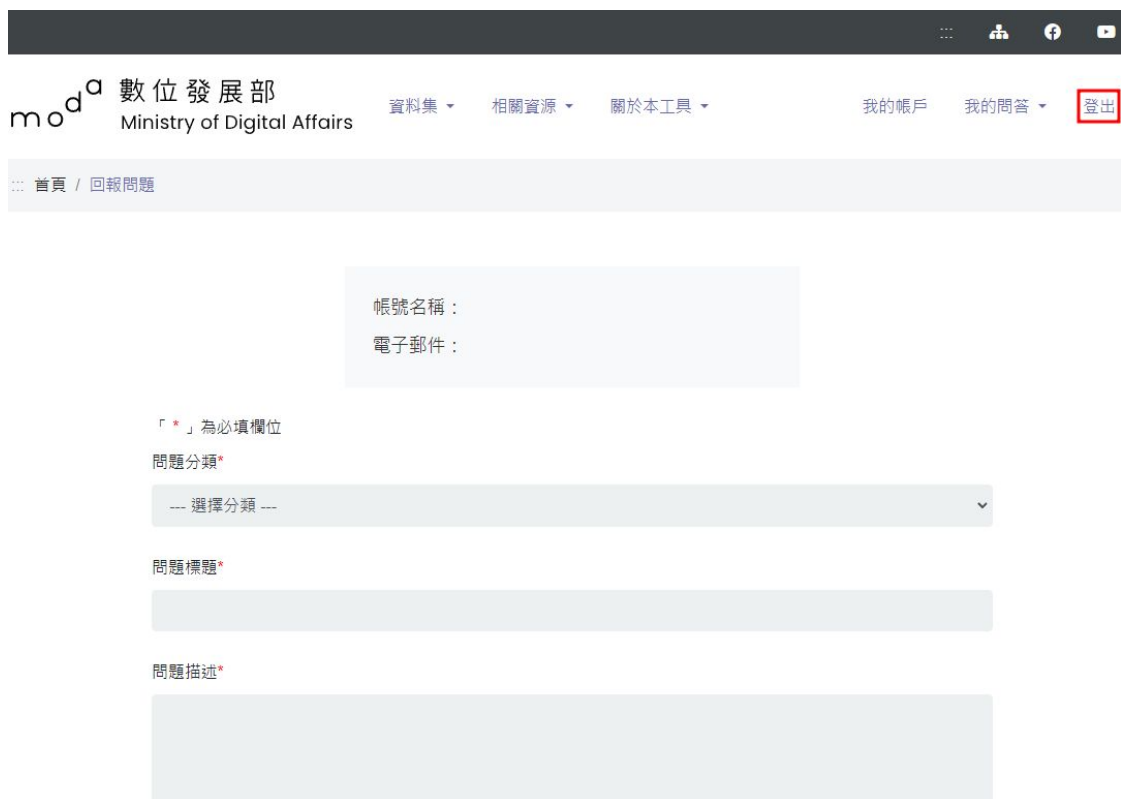 :::
moda 數位發展部
Ministry of Digital Affairs
資料集 相關資源 關於本工具 我的帳戶 我的問答 登出
::: 首頁 / 回報問題
帳號名稱：
電子郵件：
「*」為必填欄位
問題分類*
--- 選擇分類 ---
問題標題*
問題描述*